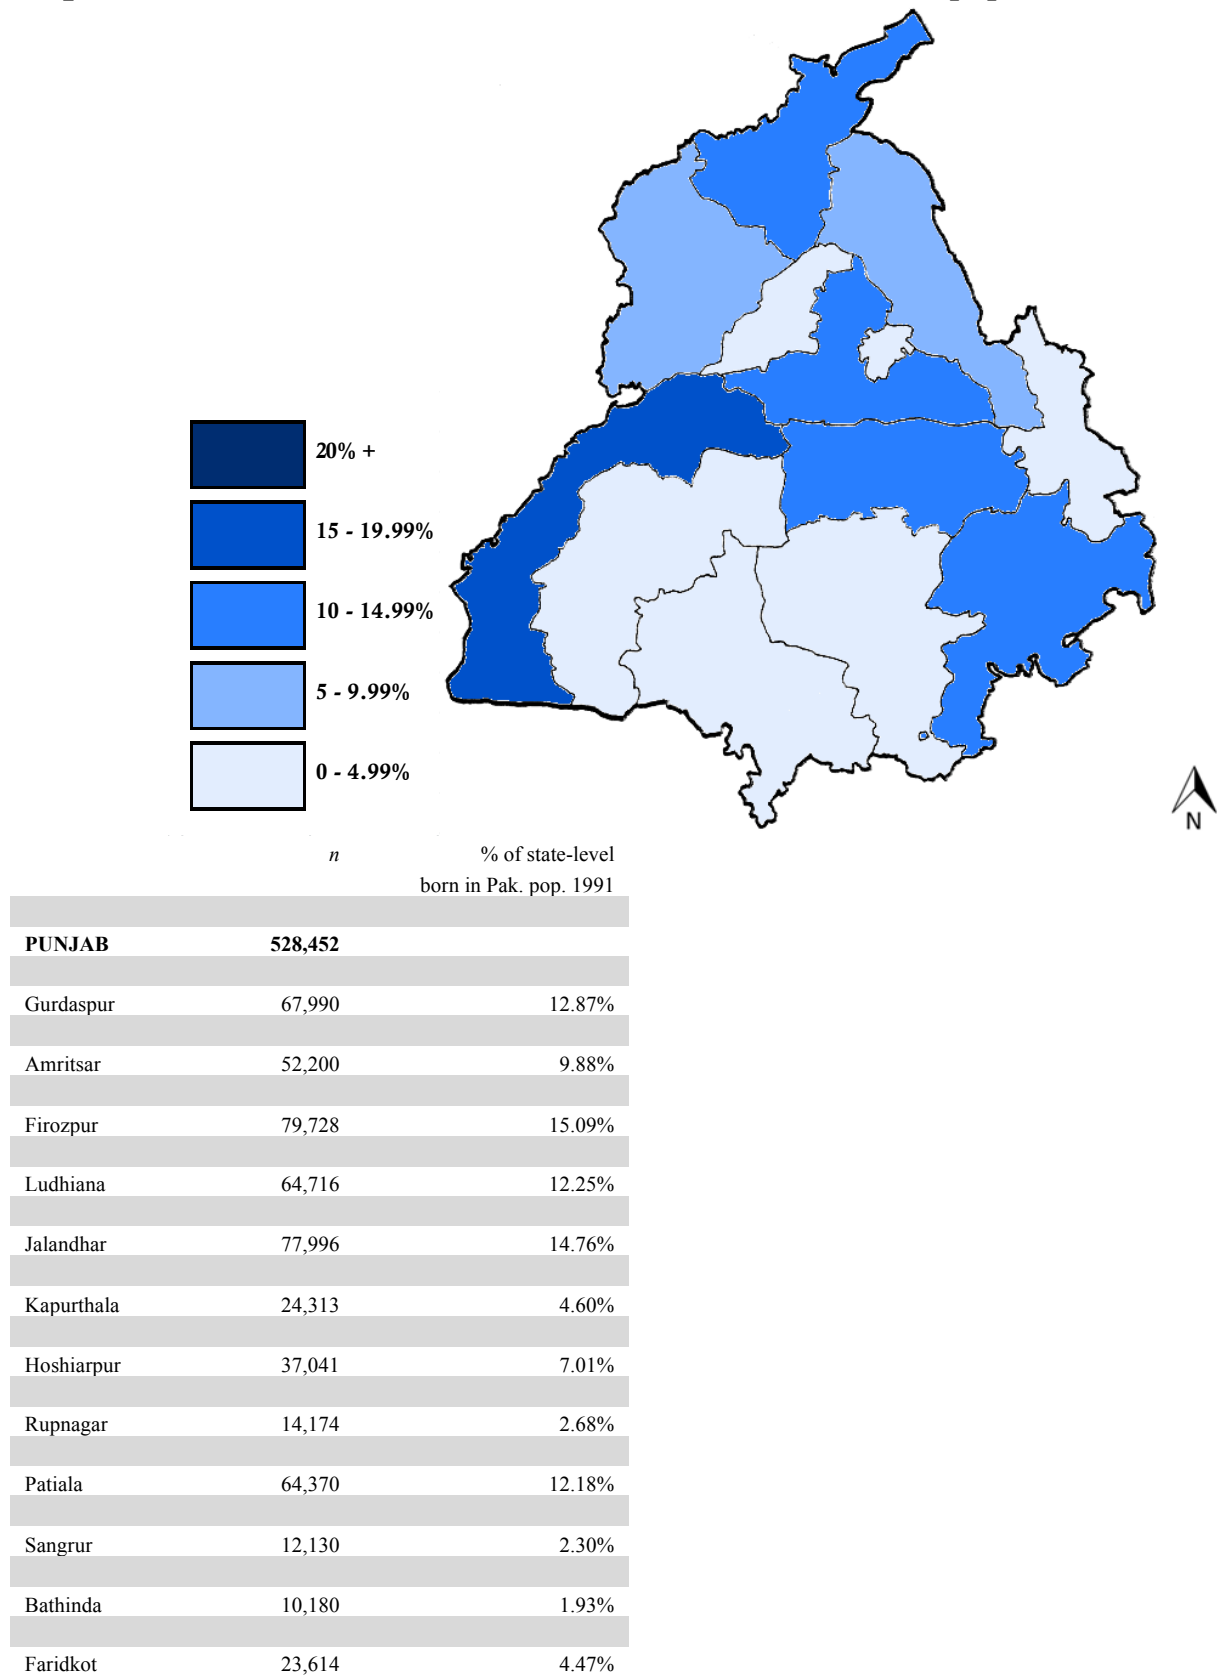 20% +
15 - 19.99%
10 - 14.99%
5 - 9.99%
0 - 4.99%
N
n % of state-level
born in Pak. pop. 1991
PUNJAB 528,452
Gurdaspur 67,990 12.87%
Amritsar 52,200 9.88%
Firozpur 79,728 15.09%
Ludhiana 64,716 12.25%
Jalandhar 77,996 14.76%
Kapurthala 24,313 4.60%
Hoshiarpur 37,041 7.01%
Rupnagar 14,174 2.68%
Patiala 64,370 12.18%
Sangrur 12,130 2.30%
Bathinda 10,180 1.93%
Faridkot 23,614 4.47%